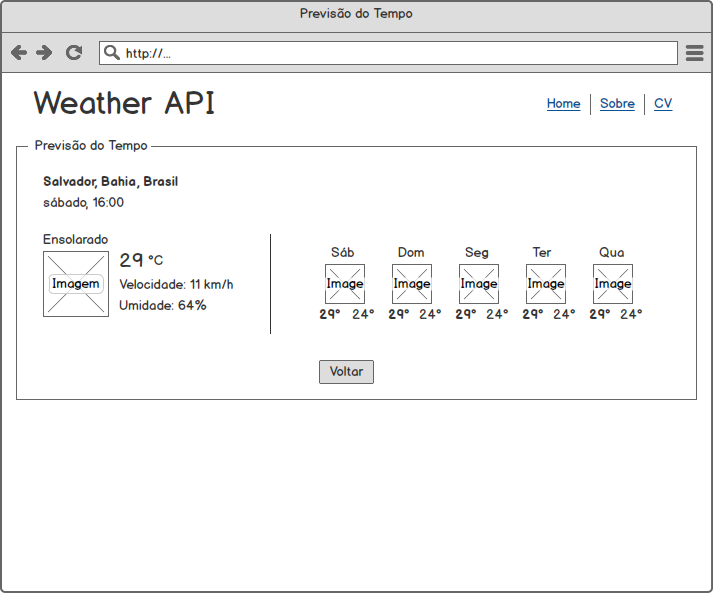 Previsão do Tempo
http://...
Weather API
Home Sobre CV
Previsão do Tempo
Salvador, Bahia, Brasil
sábado, 16:00
Ensolarado
Imagem
29 °C
Velocidade: 11 km/h
Umidade: 64%
Sáb Dom Seg Ter Qua
Image Image Image Image Image
29° 24° 29° 24° 29° 24° 29° 24° 29° 24°
Voltar